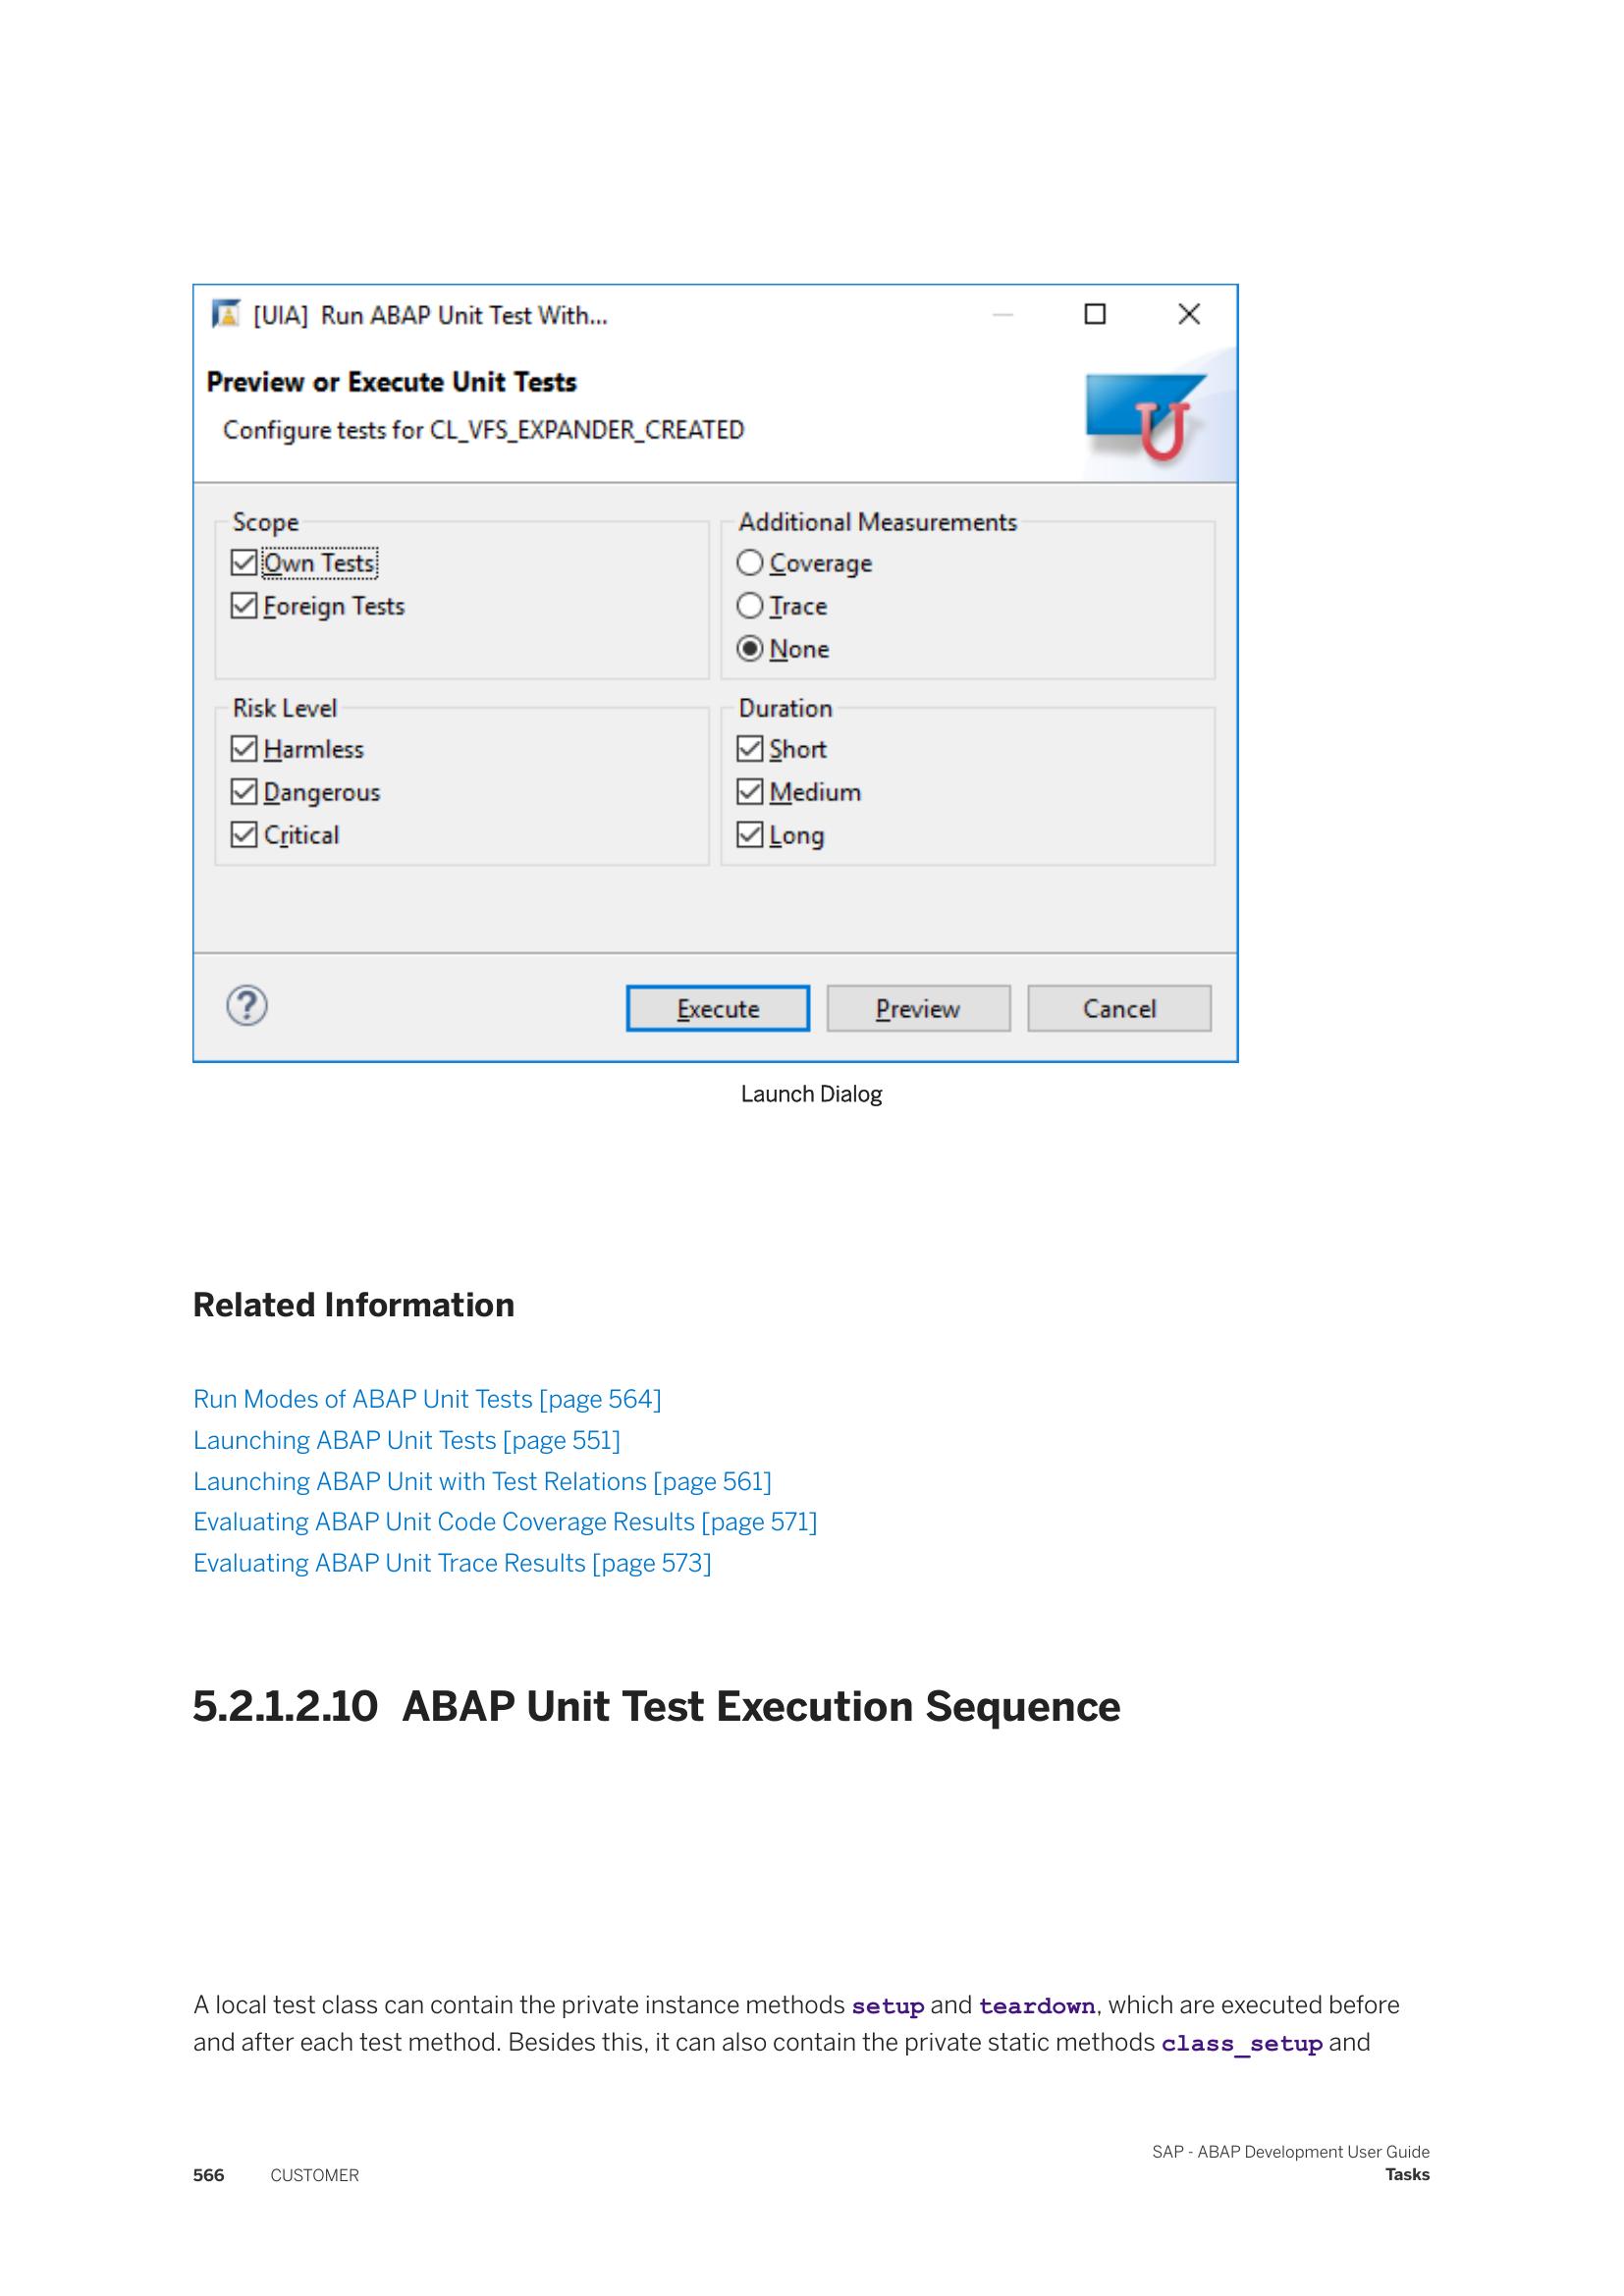 [UIA] Run ABAP Unit Test With...
Preview or Execute Unit Tests
Configure tests for CL_VFS_EXPANDER_CREATED
Scope
Own Tests
Foreign Tests
Additional Measurements
Coverage
Trace
None
Risk Level
Harmless
Dangerous
Critical
Duration
Short
Medium
Long
Execute
Preview
Cancel
Launch Dialog
Related Information
Run Modes of ABAP Unit Tests [page 564]
Launching ABAP Unit Tests [page 551]
Launching ABAP Unit with Test Relations [page 561]
Evaluating ABAP Unit Code Coverage Results [page 571]
Evaluating ABAP Unit Trace Results [page 573]
5.2.1.2.10 ABAP Unit Test Execution Sequence
A local test class can contain the private instance methods setup and teardown, which are executed before
and after each test method. Besides this, it can also contain the private static methods class_setup and
566 CUSTOMER
SAP - ABAP Development User Guide
Tasks